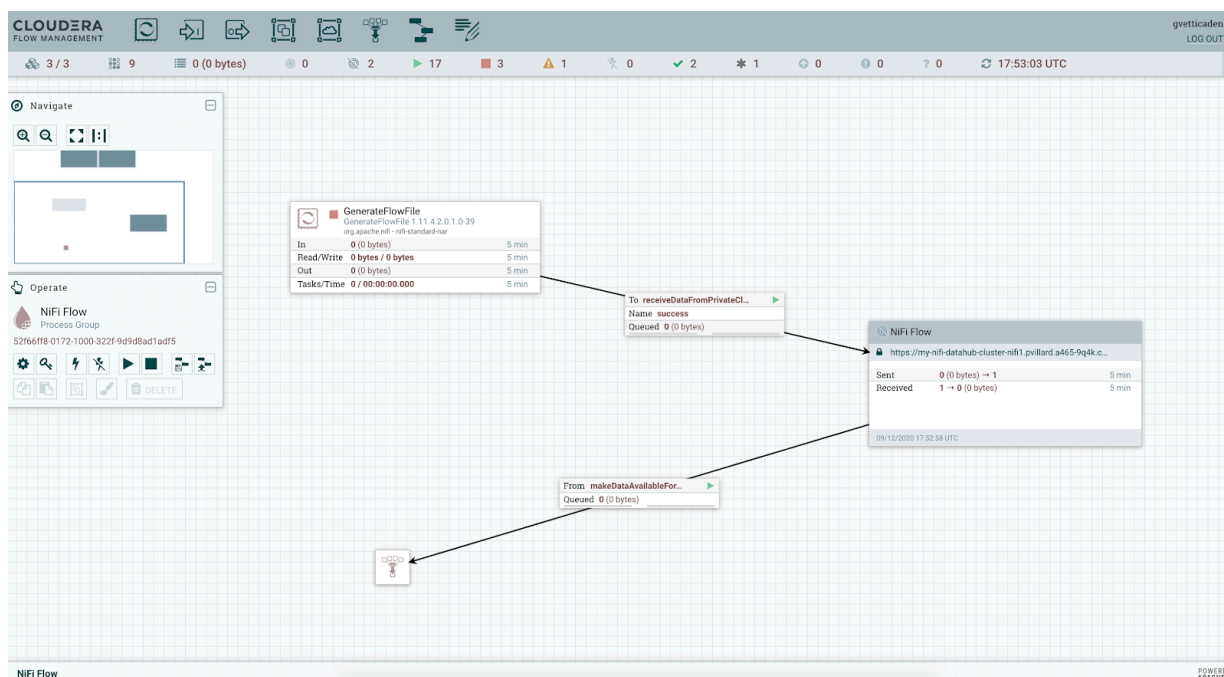 CLOUDERA
FLOW MANAGEMENT
gvetticaden
LOG OUT
3 / 3 9 0 (0 bytes) 0 2 17 3 1 0 2 1 0 0 ? 0 17:53:03 UTC
Navigate
Operate
NiFi Flow
Process Group
52f66ff8-0172-1000-322f-9d9d8ad1adf5
DELETE
GenerateFlowFile
GenerateFlowFile 1.11.4.2.0.1.0-39
org.apache.nifi - nifi-standard-nar
In 0 (0 bytes) 5 min
Read/Write 0 bytes / 0 bytes 5 min
Out 0 (0 bytes) 5 min
Tasks/Time 0 / 00:00:00.000 5 min
To receiveDataFromPrivateCl...
Name success
Queued 0 (0 bytes)
NiFi Flow
https://my-nifi-datahub-cluster-nifi1.pvillard.a465-9q4k.c...
Sent 0 (0 bytes) → 1 5 min
Received 1 → 0 (0 bytes) 5 min
09/12/2020 17:52:58 UTC
From makeDataAvailableFor...
Queued 0 (0 bytes)
NiFi Flow
POWERE